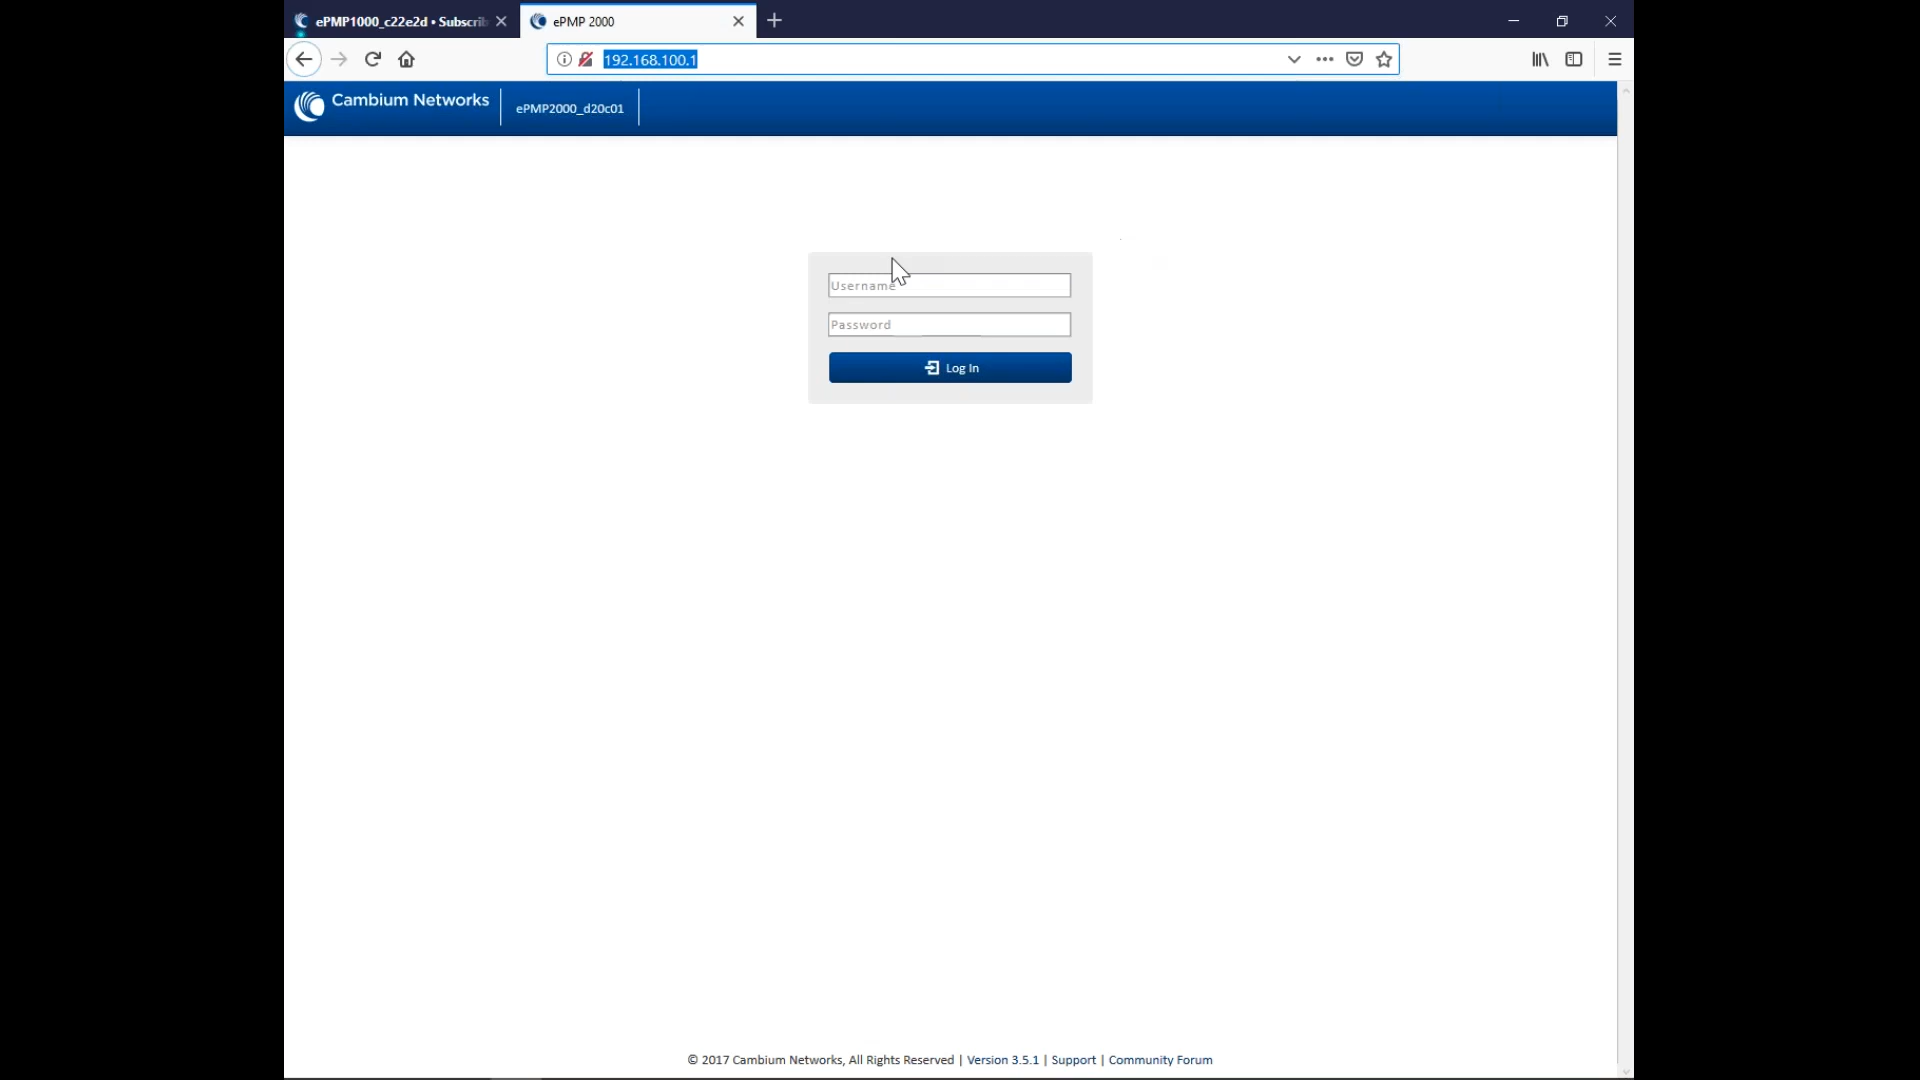 ePMP1000_c22e2d • Subscrib
ePMP 2000
192.168.100.1
Cambium Networks
ePMP2000_d20c01
Username
Password
Log In
© 2017 Cambium Networks, All Rights Reserved | Version 3.5.1 | Support | Community Forum